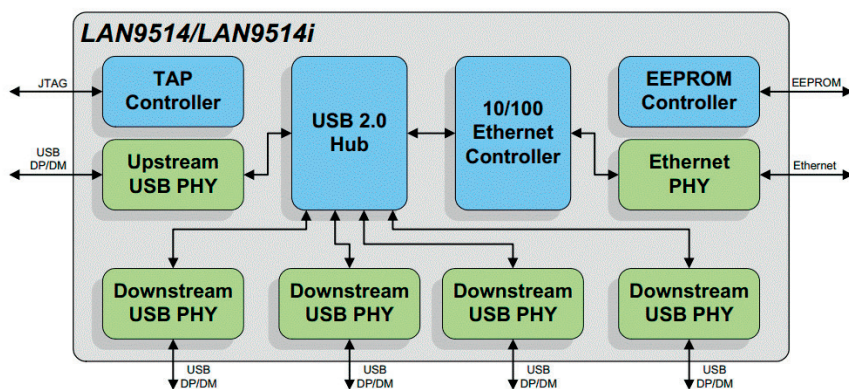 LAN9514/LAN9514i
JTAG
TAP
Controller
USB 2.0
Hub
10/100
Ethernet
Controller
EEPROM
Controller
EEPROM
USB
DP/DM
Upstream
USB PHY
Ethernet
PHY
Ethernet
Downstream
USB PHY
Downstream
USB PHY
Downstream
USB PHY
Downstream
USB PHY
USB
DP/DM
USB
DP/DM
USB
DP/DM
USB
DP/DM